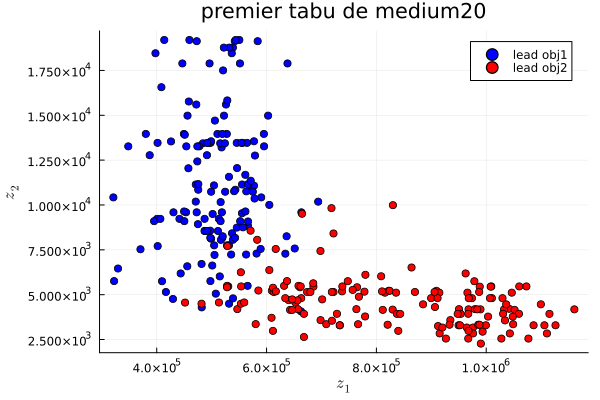 premier tabu de medium20
lead obj1
lead obj2
1.750×10⁴
1.500×10⁴
1.250×10⁴
1.000×10⁴
7.500×10³
5.000×10³
2.500×10³
z₂
4.0×10⁵
6.0×10⁵
8.0×10⁵
1.0×10⁶
z₁